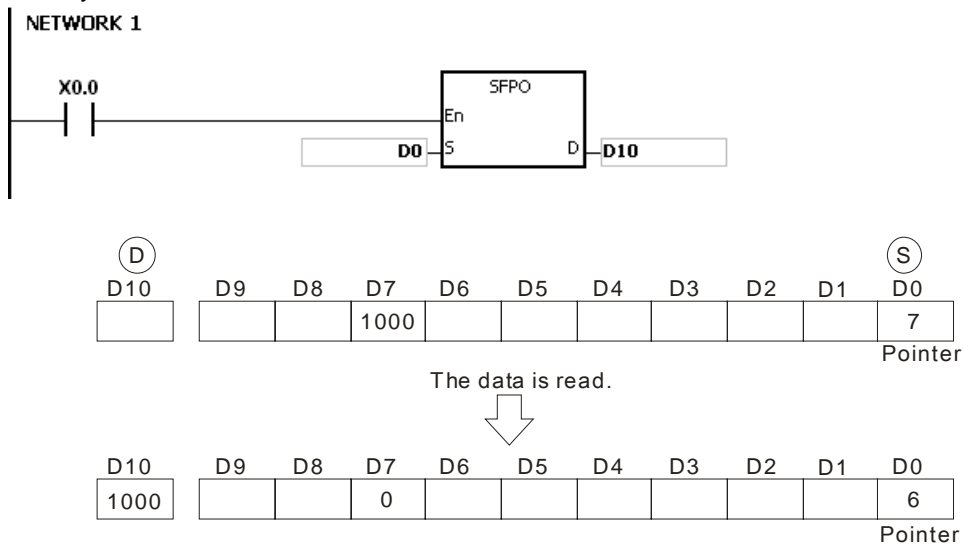 NETWORK 1
X0.0
SFPO
En
D0 S D D10
D S
D10 D9 D8 D7 D6 D5 D4 D3 D2 D1 D0
1000 7
Pointer
The data is read.
D10 D9 D8 D7 D6 D5 D4 D3 D2 D1 D0
1000 0 6
Pointer